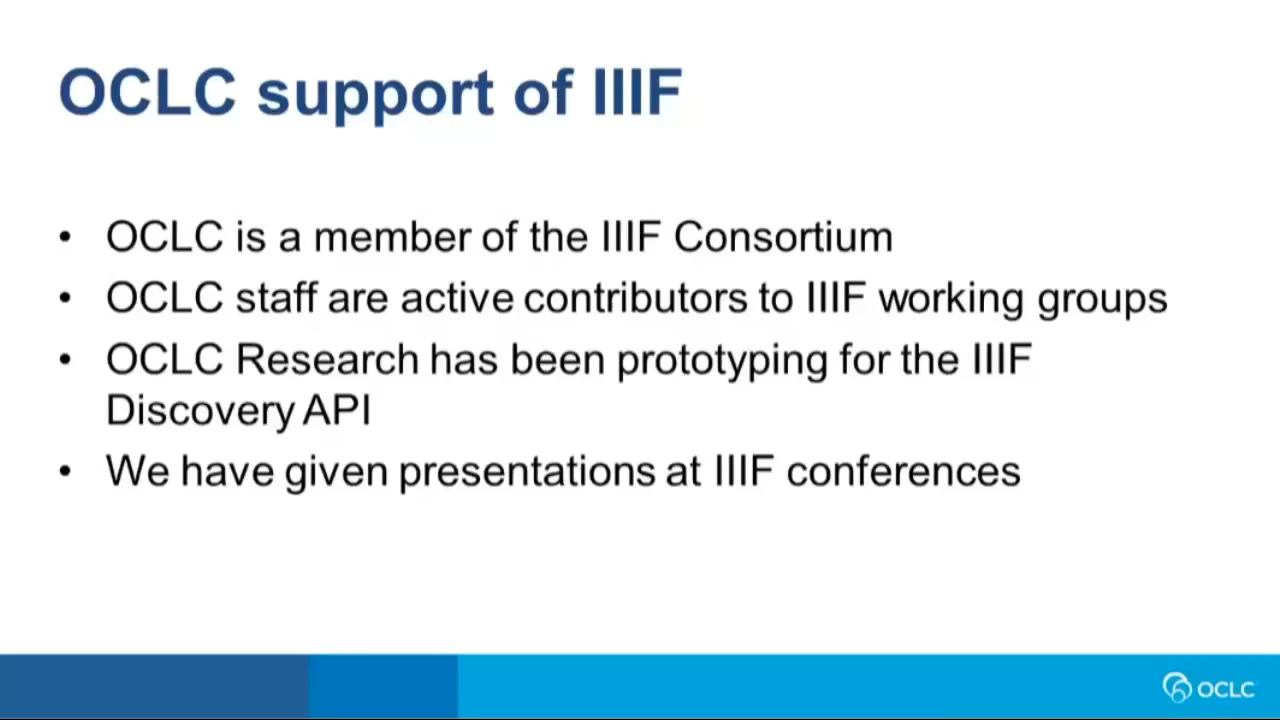 OCLC support of IIIF
• OCLC is a member of the IIIF Consortium
• OCLC staff are active contributors to IIIF working groups
• OCLC Research has been prototyping for the IIIF
Discovery API
• We have given presentations at IIIF conferences
OCLC